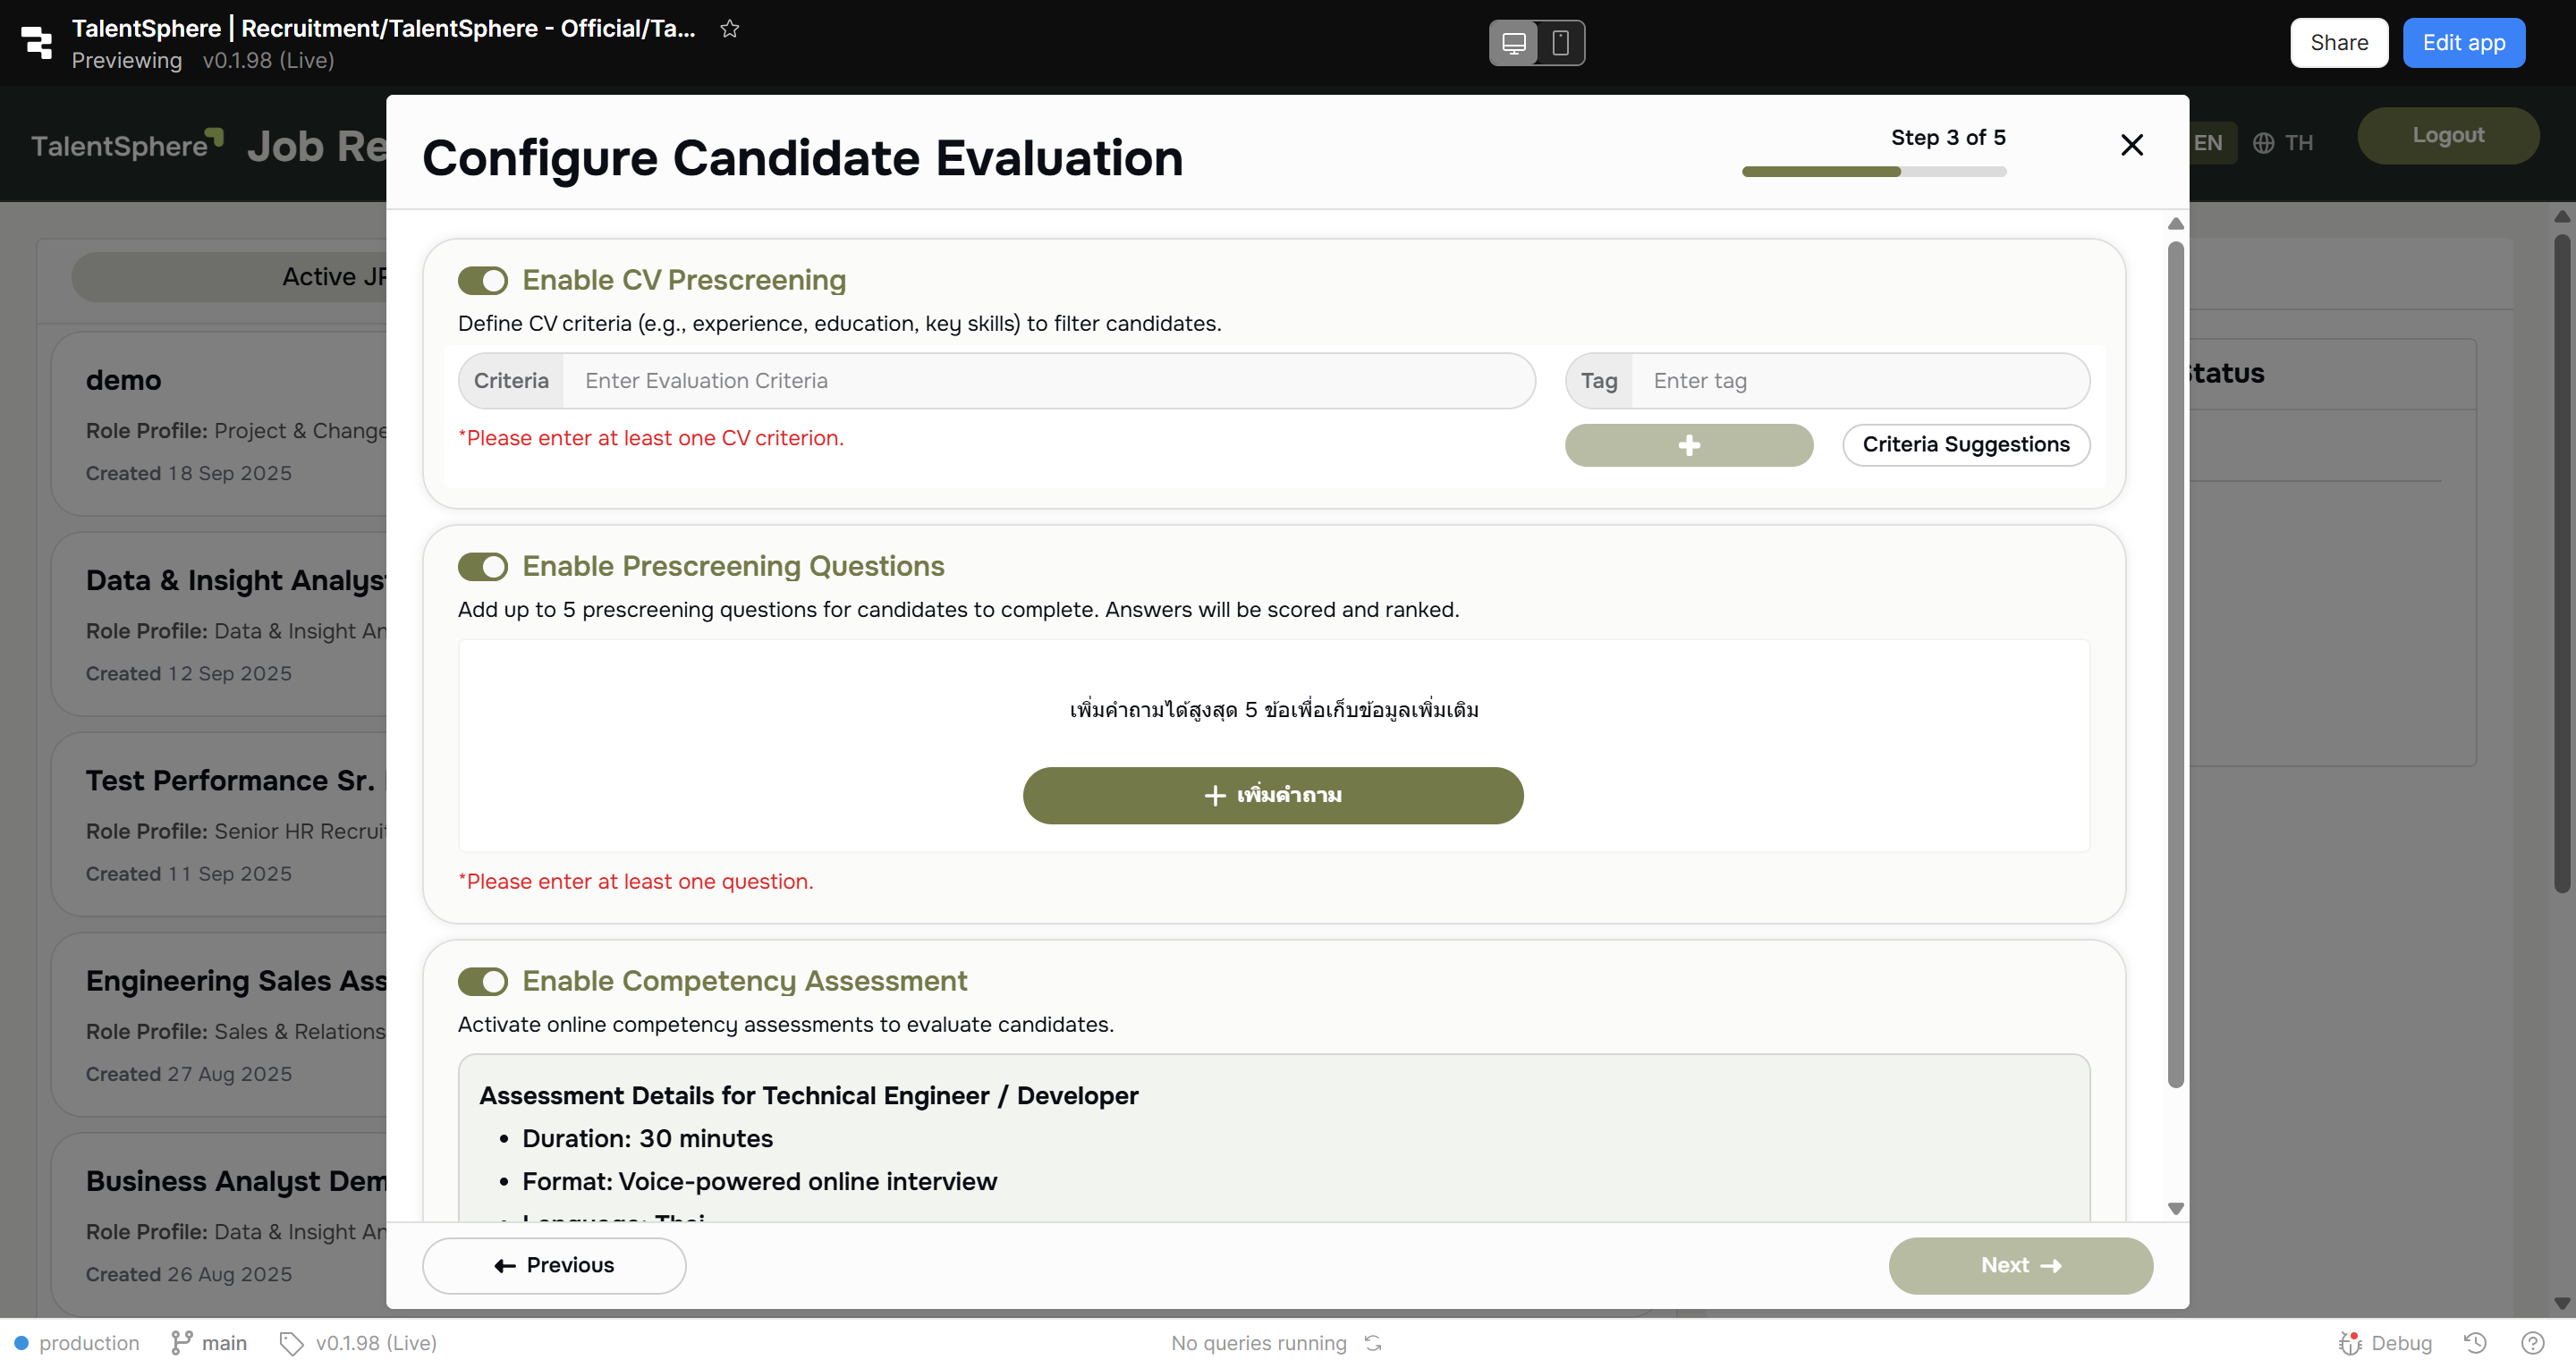 TalentSphere | Recruitment/TalentSphere - Official/Ta...
Previewing v0.1.98 (Live)
Share
Edit app
TalentSphere
Job Re
EN
TH
Logout
Configure Candidate Evaluation
Step 3 of 5
Active JR
demo
Role Profile: Project & Change
Created 18 Sep 2025
Data & Insight Analyst
Role Profile: Data & Insight An
Created 12 Sep 2025
Test Performance Sr.
Role Profile: Senior HR Recruit
Created 11 Sep 2025
Engineering Sales Ass
Role Profile: Sales & Relations
Created 27 Aug 2025
Business Analyst Dem
Role Profile: Data & Insight An
Created 26 Aug 2025
Status
Enable CV Prescreening
Define CV criteria (e.g., experience, education, key skills) to filter candidates.
Criteria Enter Evaluation Criteria
Tag Enter tag
*Please enter at least one CV criterion.
Criteria Suggestions
Enable Prescreening Questions
Add up to 5 prescreening questions for candidates to complete. Answers will be scored and ranked.
เพิ่มคำถามได้สูงสุด 5 ข้อเพื่อเก็บข้อมูลเพิ่มเติม
+ เพิ่มคำถาม
*Please enter at least one question.
Enable Competency Assessment
Activate online competency assessments to evaluate candidates.
Assessment Details for Technical Engineer / Developer
• Duration: 30 minutes
• Format: Voice-powered online interview
• Language: Thai
← Previous
Next →
production
main
v0.1.98 (Live)
No queries running
Debug